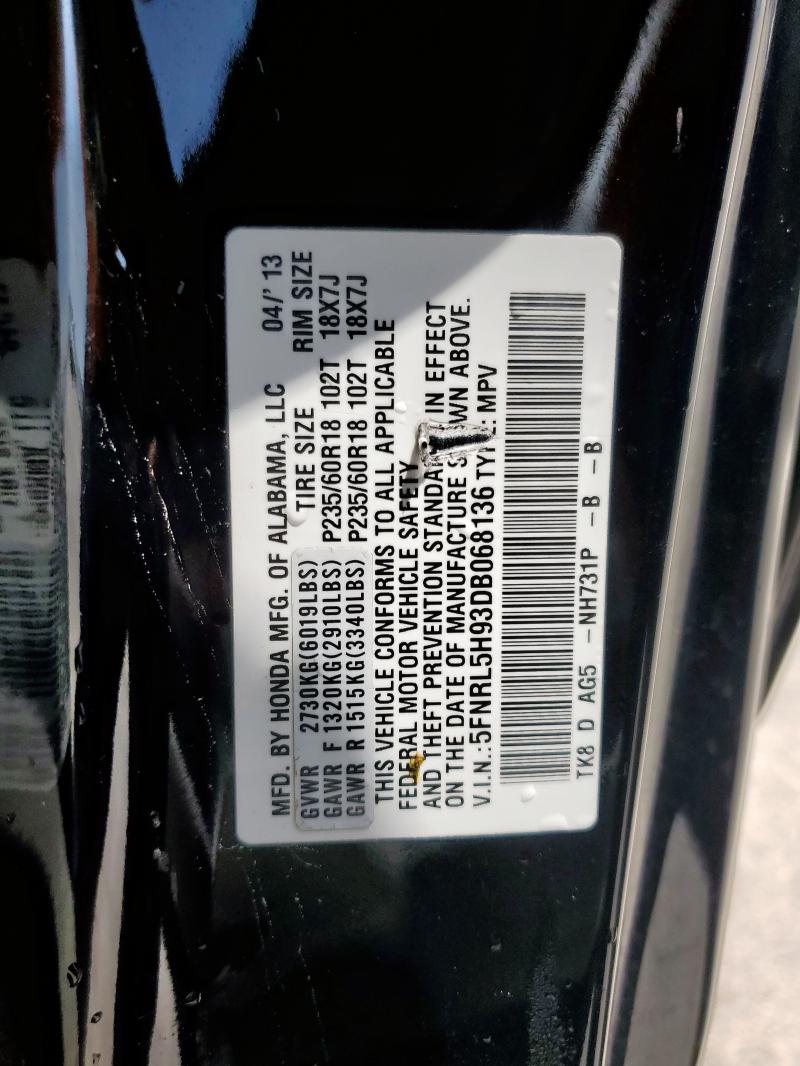 MFD. BY HONDA MFG. OF ALABAMA, LLC 04/' 13
GVWR 2730KG(6019LBS) TIRE SIZE RIM SIZE
GAWR F 1320KG(2910LBS) P235/60R18 102T 18X7J
GAWR R 1515KG(3340LBS) P235/60R18 102T 18X7J
THIS VEHICLE CONFORMS TO ALL APPLICABLE
FEDERAL MOTOR VEHICLE SAFETY
AND THEFT PREVENTION STANDA IN EFFECT
ON THE DATE OF MANUFACTURE S WN ABOVE.
V.I.N.: 5FNRL5H93DB068136 TYPE: MPV
TK8 D AG5 -NH731P -B -B